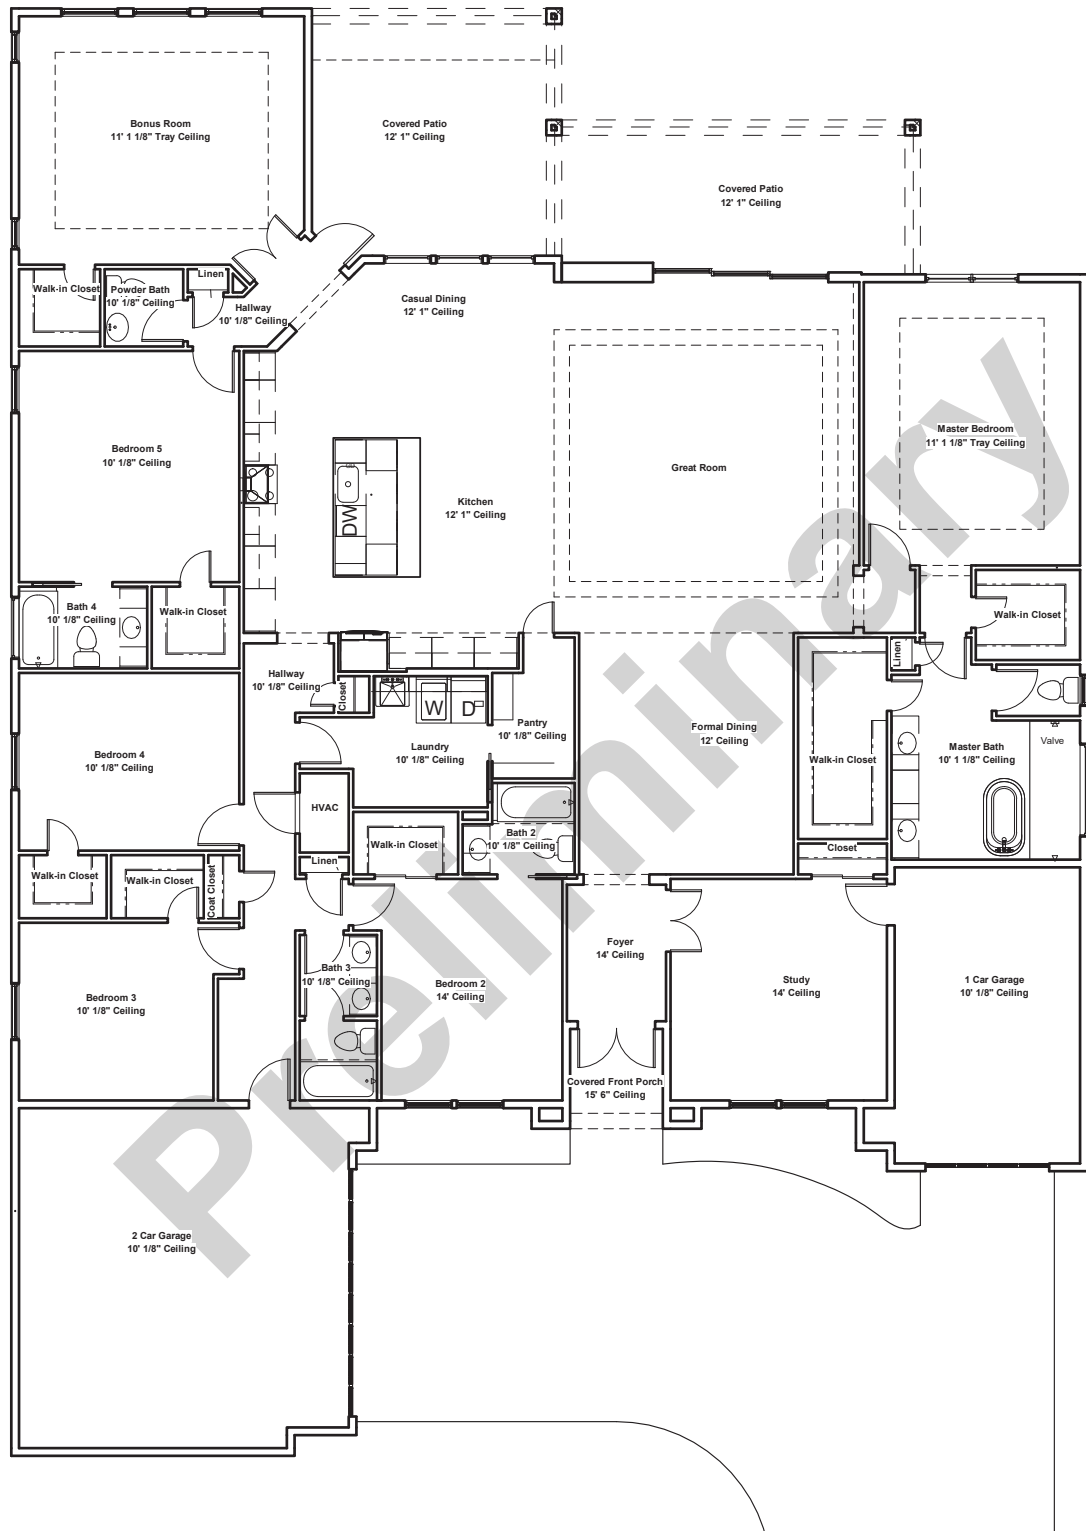 Bonus Room
11' 1 1/8" Tray Ceiling
Covered Patio
12' 1" Ceiling
Covered Patio
12' 1" Ceiling
Walk-in Closet
Powder Bath
10' 1/8" Ceiling
Linen
Hallway
10' 1/8" Ceiling
Casual Dining
12' 1" Ceiling
Bedroom 5
10' 1/8" Ceiling
Kitchen
12' 1" Ceiling
DW
Great Room
Master Bedroom
11' 1 1/8" Tray Ceiling
Bath 4
10' 1/8" Ceiling
Walk-in Closet
Walk-in Closet
Linen
Hallway
10' 1/8" Ceiling
Closet
W
D
Laundry
10' 1/8" Ceiling
Pantry
10' 1/8" Ceiling
Formal Dining
12' Ceiling
Walk-in Closet
Master Bath
10' 1 1/8" Ceiling
Valve
Bedroom 4
10' 1/8" Ceiling
HVAC
Walk-in Closet
Bath 2
10' 1/8" Ceiling
Closet
Linen
Walk-in Closet
Walk-in Closet
Coat Closet
Bedroom 3
10' 1/8" Ceiling
Bath 3
10' 1/8" Ceiling
Bedroom 2
14' Ceiling
Foyer
14' Ceiling
Study
14' Ceiling
1 Car Garage
10' 1/8" Ceiling
Covered Front Porch
15' 6" Ceiling
2 Car Garage
10' 1/8" Ceiling
Preliminary